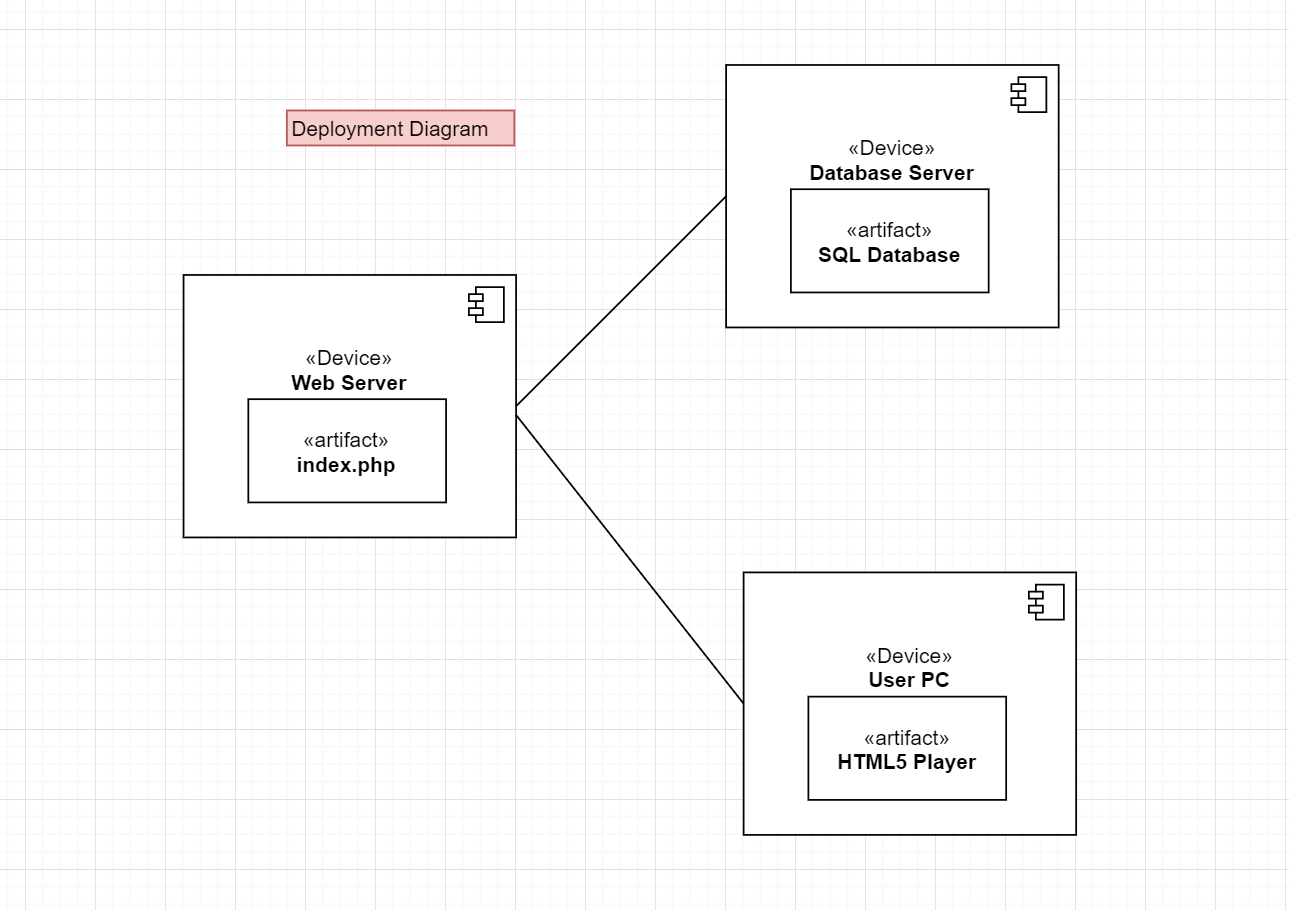 Deployment Diagram
«Device»
Database Server
«artifact»
SQL Database
«Device»
Web Server
«artifact»
index.php
«Device»
User PC
«artifact»
HTML5 Player